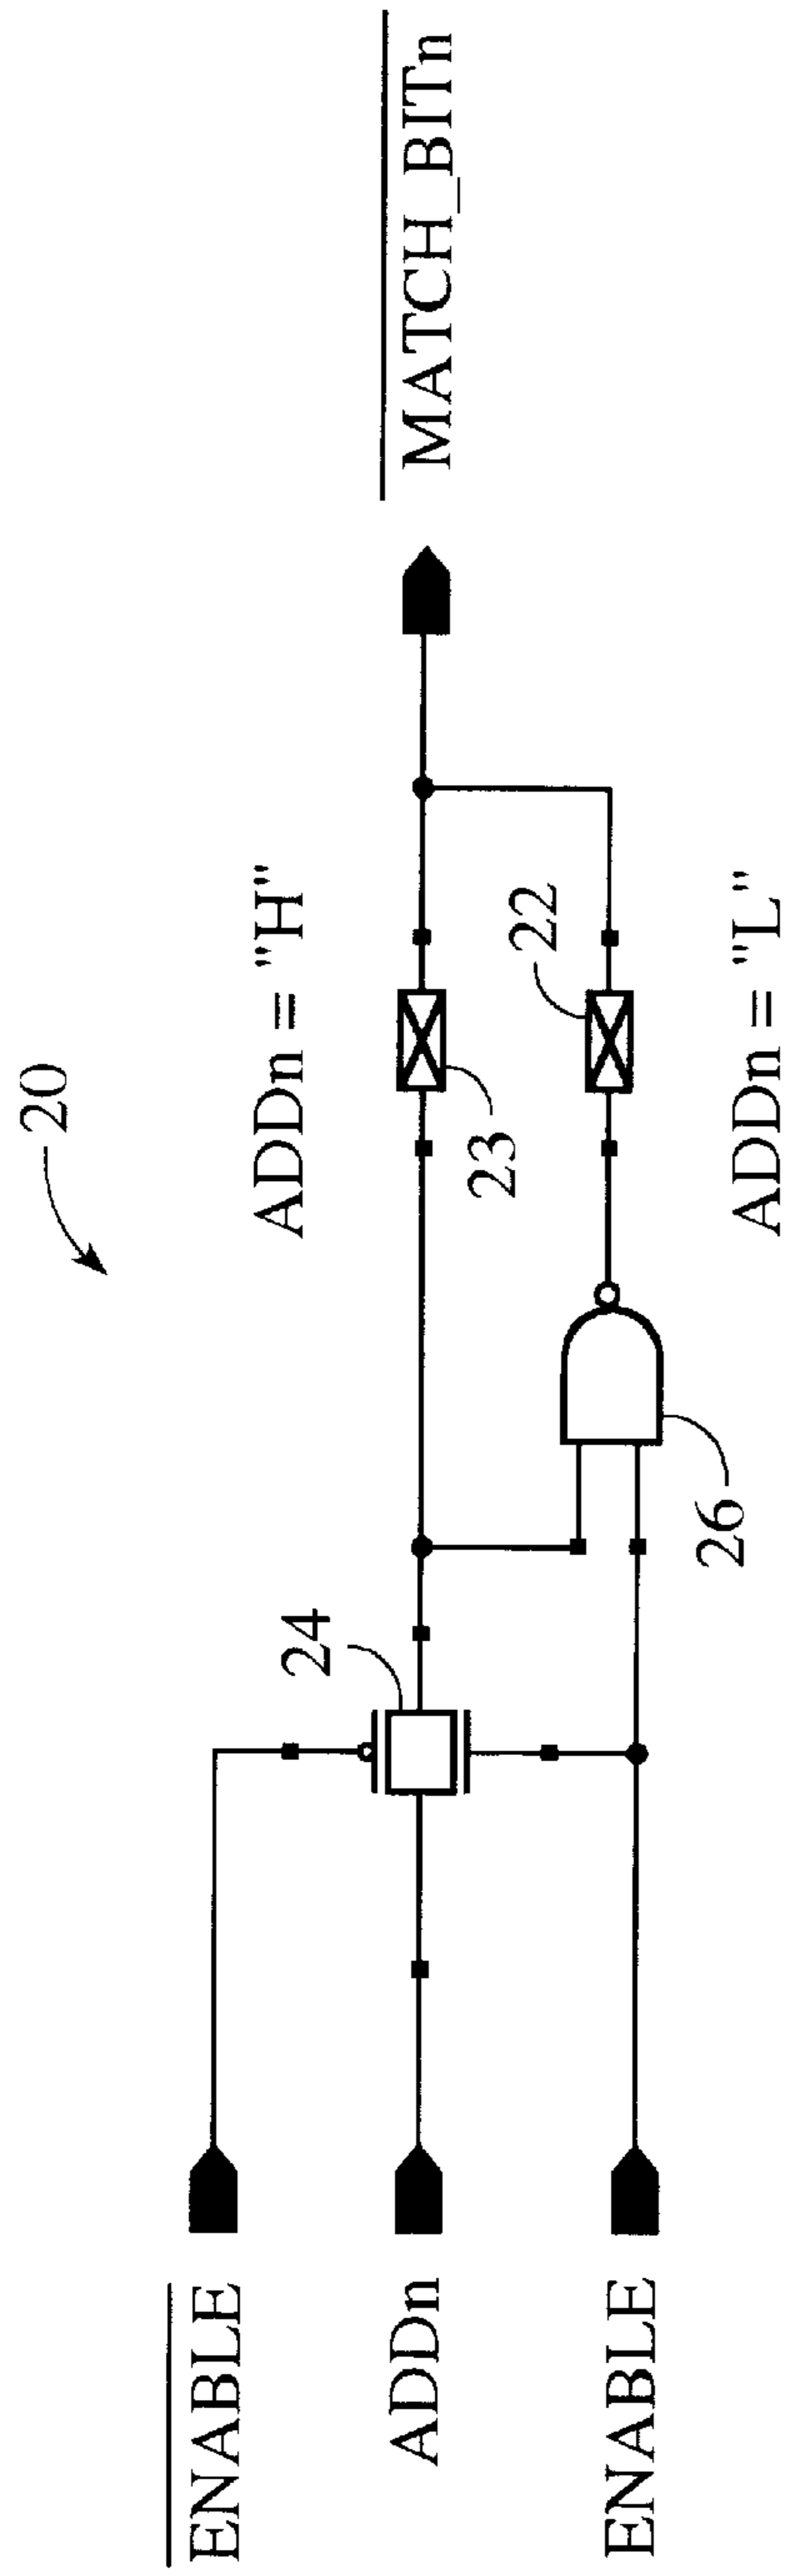 20
ENABLE
ADDn
ENABLE
24
26
ADDn = "H"
23
22
ADDn = "L"
MATCH_BITn